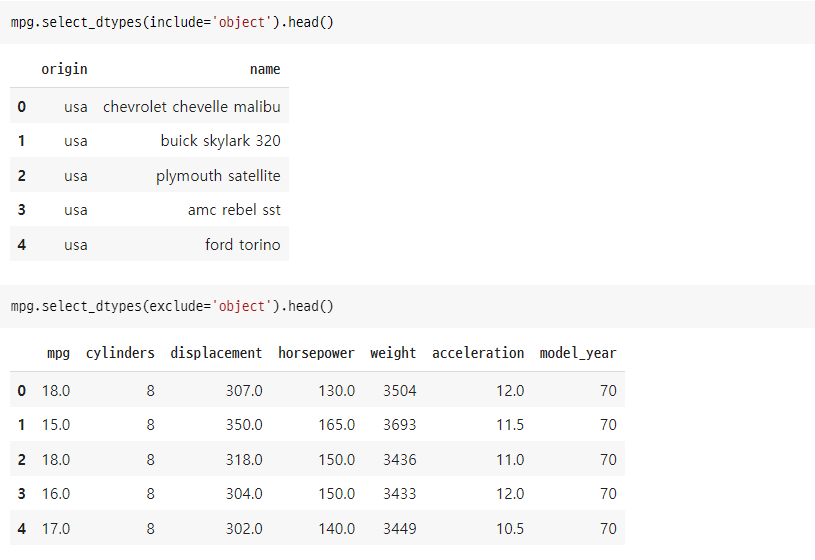 mpg.select_dtypes(include='object').head()
origin name
0 usa chevrolet chevelle malibu
1 usa buick skylark 320
2 usa plymouth satellite
3 usa amc rebel sst
4 usa ford torino
mpg.select_dtypes(exclude='object').head()
mpg cylinders displacement horsepower weight acceleration model_year
0 18.0 8 307.0 130.0 3504 12.0 70
1 15.0 8 350.0 165.0 3693 11.5 70
2 18.0 8 318.0 150.0 3436 11.0 70
3 16.0 8 304.0 150.0 3433 12.0 70
4 17.0 8 302.0 140.0 3449 10.5 70